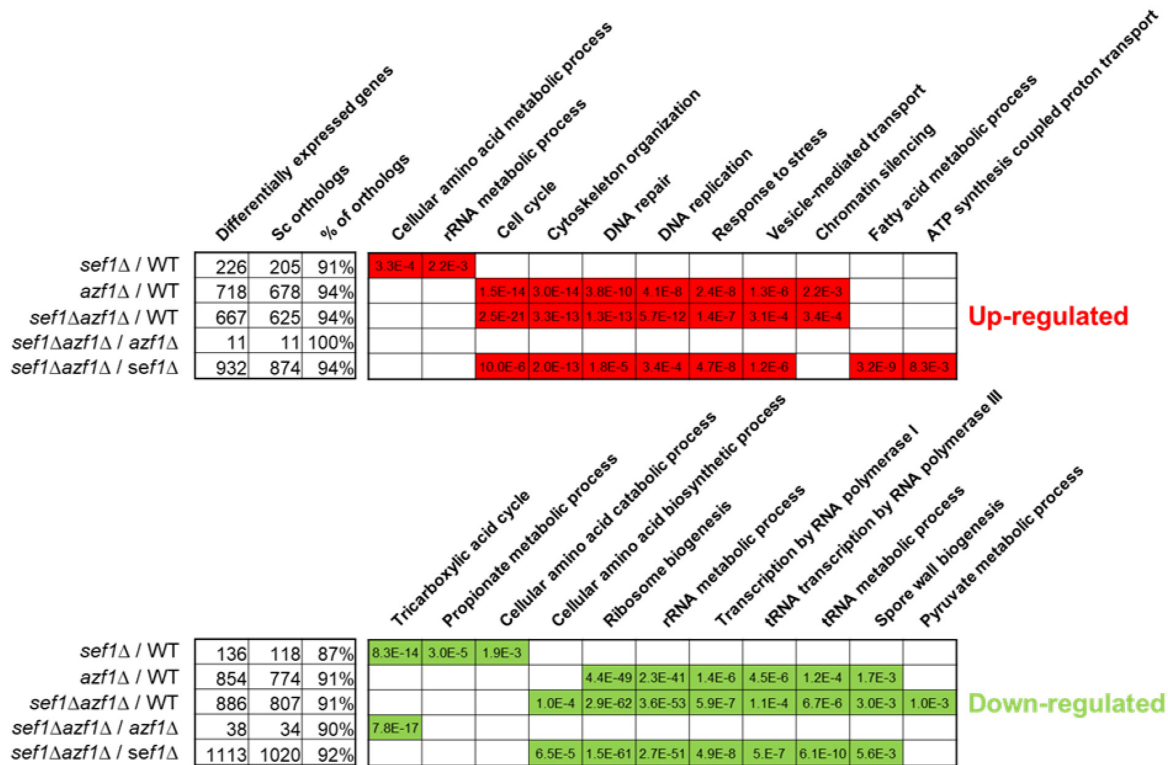 Differentially expressed genes
Sc orthologs
% of orthologs
Cellular amino acid metabolic process
rRNA metabolic process
Cell cycle
Cytoskeleton organization
DNA repair
DNA replication
Response to stress
Vesicle-mediated transport
Chromatin silencing
Fatty acid metabolic process
ATP synthesis coupled proton transport
sef1Δ / WT 226 205 91% 3.3E-4 2.2E-3
azf1Δ / WT 718 678 94% 1.5E-14 3.0E-14 3.8E-10 4.1E-8 2.4E-8 1.3E-6 2.2E-3
sef1Δazf1Δ / WT 667 625 94% 2.5E-21 3.3E-13 1.3E-13 5.7E-12 1.4E-7 3.1E-4 3.4E-4
Up-regulated
sef1Δazf1Δ / azf1Δ 11 11 100%
sef1Δazf1Δ / sef1Δ 932 874 94% 10.0E-6 2.0E-13 1.8E-5 3.4E-4 4.7E-8 1.2E-6 3.2E-9 8.3E-3
Tricarboxylic acid cycle
Propionate metabolic process
Cellular amino acid catabolic process
Cellular amino acid biosynthetic process
Ribosome biogenesis
rRNA metabolic process
Transcription by RNA polymerase I
tRNA transcription by RNA polymerase III
tRNA metabolic process
Spore wall biogenesis
Pyruvate metabolic process
sef1Δ / WT 136 118 87% 8.3E-14 3.0E-5 1.9E-3
azf1Δ / WT 854 774 91% 4.4E-49 2.3E-41 1.4E-6 4.5E-6 1.2E-4 1.7E-3
sef1Δazf1Δ / WT 886 807 91% 1.0E-4 2.9E-62 3.6E-53 5.9E-7 1.1E-4 6.7E-6 3.0E-3 1.0E-3
Down-regulated
sef1Δazf1Δ / azf1Δ 38 34 90% 7.8E-17
sef1Δazf1Δ / sef1Δ 1113 1020 92% 6.5E-5 1.5E-61 2.7E-51 4.9E-8 5.E-7 6.1E-10 5.6E-3